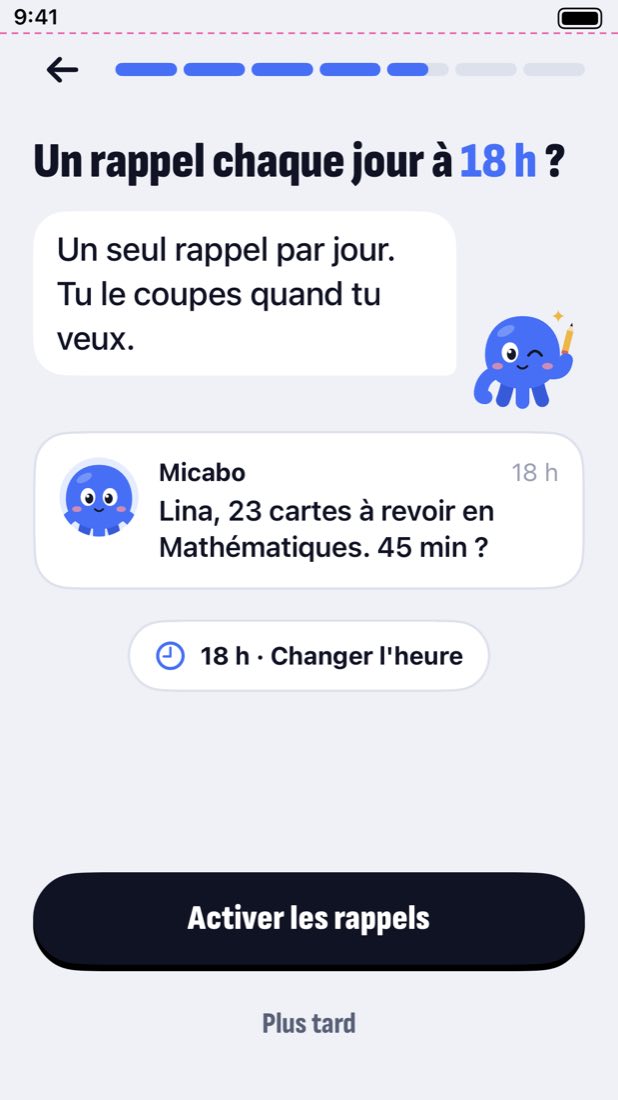 9:41
Un rappel chaque jour à 18 h ?
Un seul rappel par jour.
Tu le coupes quand tu
veux.
Micabo
18 h
Lina, 23 cartes à revoir en
Mathématiques. 45 min ?
18 h · Changer l'heure
Activer les rappels
Plus tard